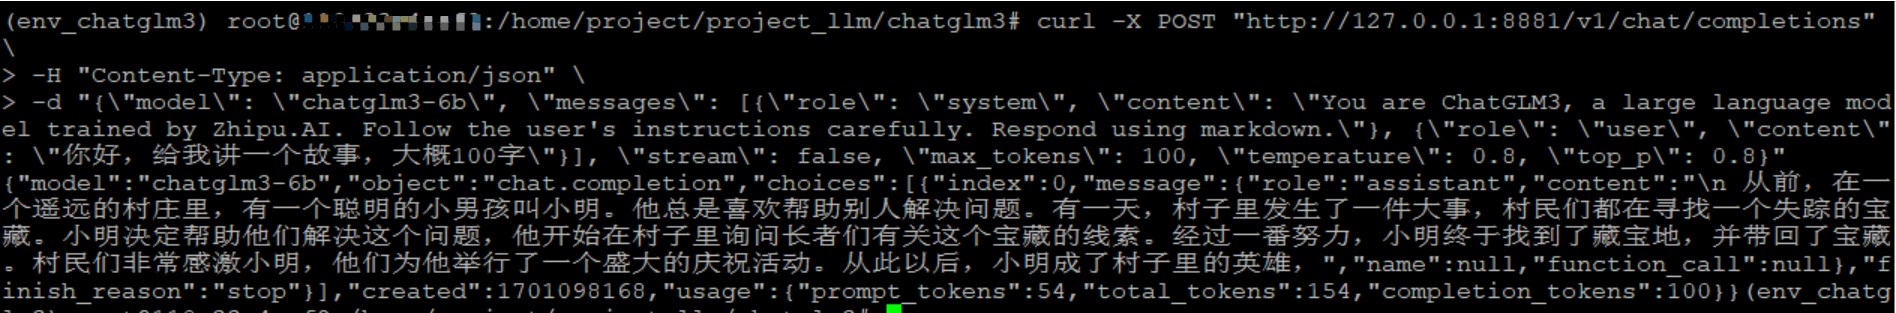 (env_chatglm3) root@:/home/project/project_llm/chatglm3# curl -X POST "http://127.0.0.1:8881/v1/chat/completions"
\
> -H "Content-Type: application/json" \
> -d "{\"model\": \"chatglm3-6b\", \"messages\": [{\"role\": \"system\", \"content\": \"You are ChatGLM3, a large language mod
el trained by Zhipu.AI. Follow the user's instructions carefully. Respond using markdown.\"}, {\"role\": \"user\", \"content\"
: \"你好，给我讲一个故事，大概100字\"}], \"stream\": false, \"max_tokens\": 100, \"temperature\": 0.8, \"top_p\": 0.8}"
{"model":"chatglm3-6b","object":"chat.completion","choices":[{"index":0,"message":{"role":"assistant","content":"\n 从前，在一
个遥远的村庄里，有一个聪明的小男孩叫小明。他总是喜欢帮助别人解决问题。有一天，村子里发生了一件大事，村民们都在寻找一个失踪的宝
藏。小明决定帮助他们解决这个问题，他开始在村子里询问长者们有关这个宝藏的线索。经过一番努力，小明终于找到了藏宝地，并带回了宝藏
。村民们非常感激小明，他们为他举行了一个盛大的庆祝活动。从此以后，小明成了村子里的英雄，","name":null,"function_call":null},"f
inish_reason":"stop"}],"created":1701098168,"usage":{"prompt_tokens":54,"total_tokens":154,"completion_tokens":100}}(env_chatg